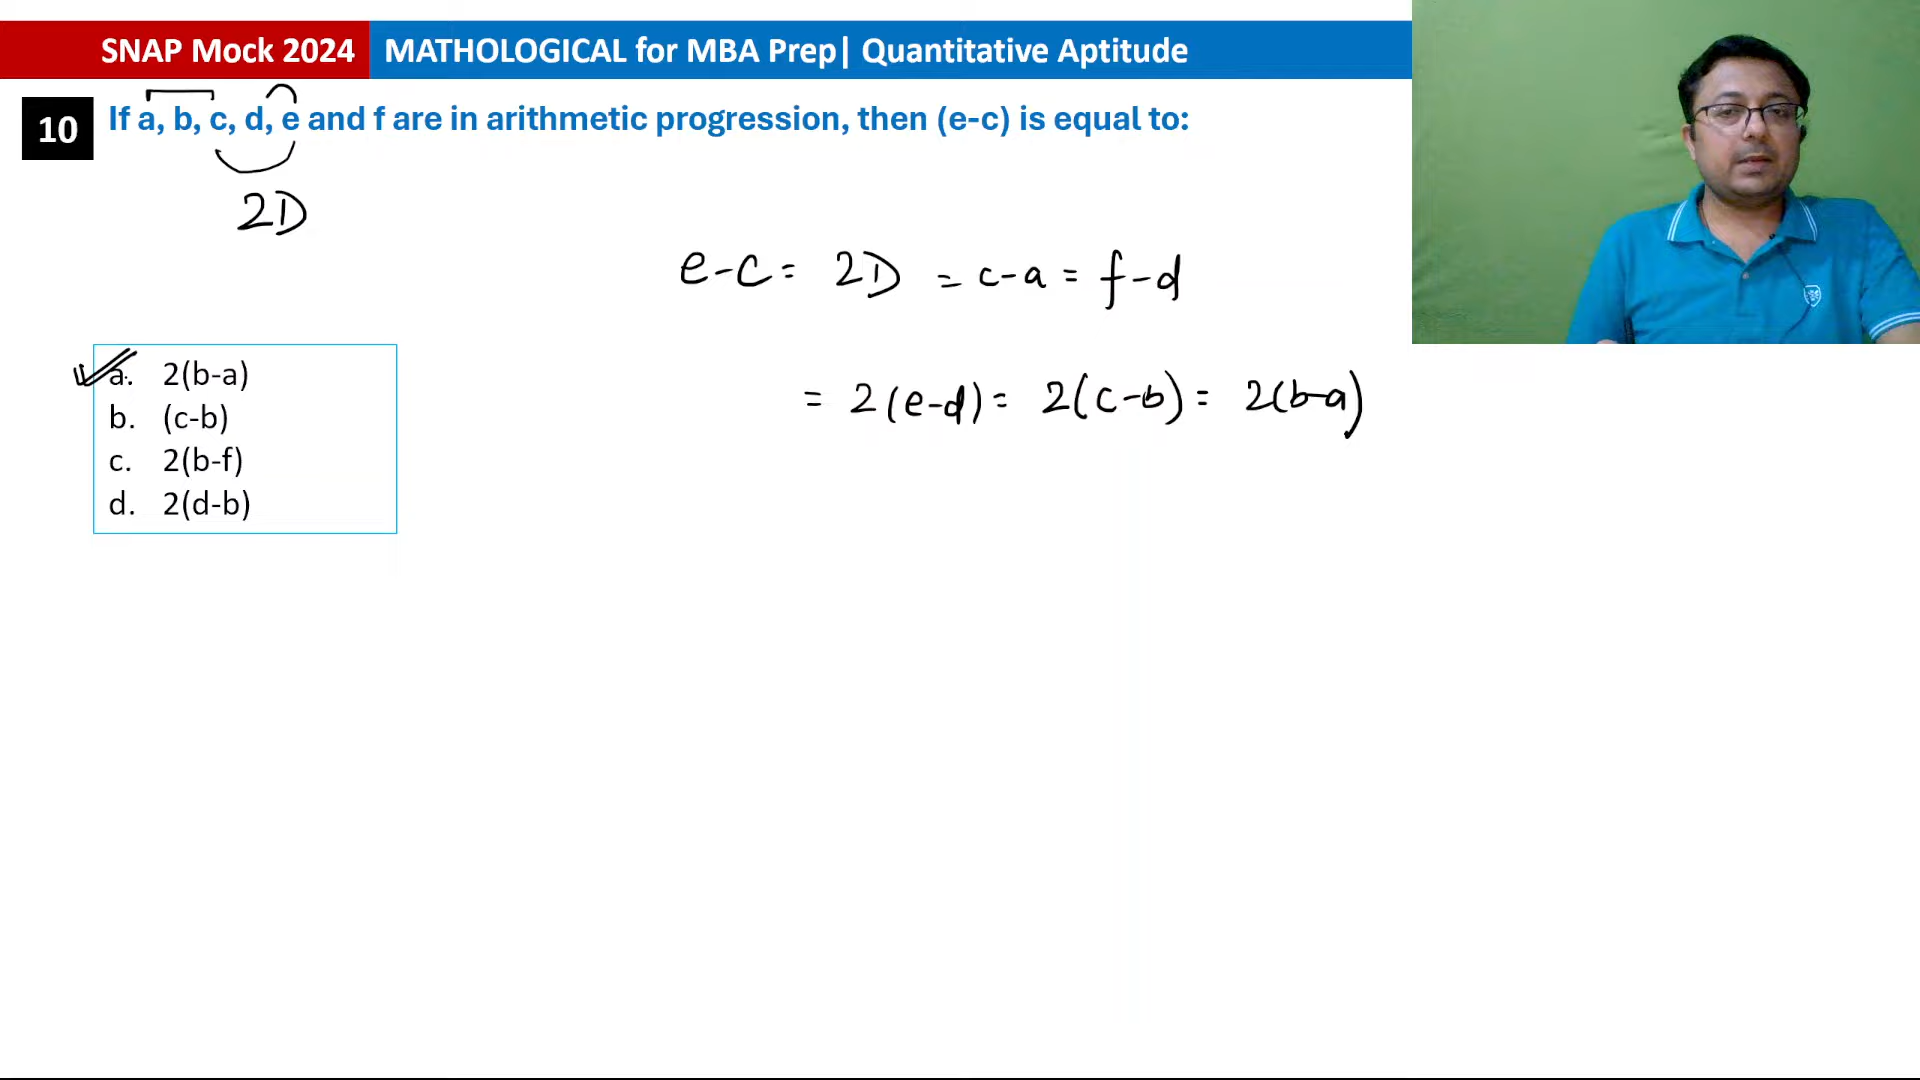 SNAP Mock 2024 MATHOLOGICAL for MBA Prep| Quantitative Aptitude
10 If a, b, c, d, e and f are in arithmetic progression, then (e-c) is equal to:
2D
e-c = 2D = c-a = f-d
= 2(e-d) = 2(c-b) = 2(b-a)
a. 2(b-a)
b. (c-b)
c. 2(b-f)
d. 2(d-b)